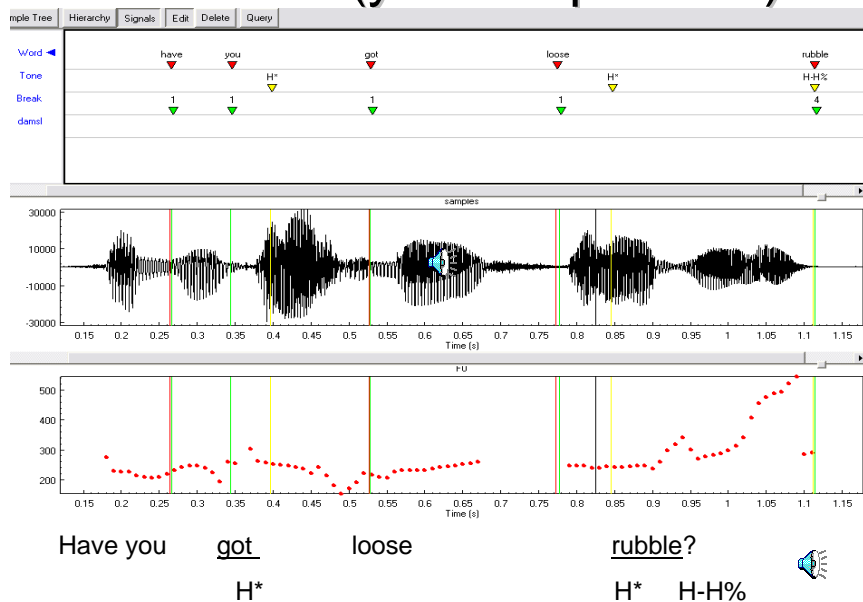 mple Tree Hierarchy Signals Edit Delete Query
Word have you got loose rubble
Tone H* H* H-H%
Break 1 1 1 1 4
damsl
samples
30000
10000
-10000
-30000
0.15 0.2 0.25 0.3 0.35 0.4 0.45 0.5 0.55 0.6 0.65 0.7 0.75 0.8 0.85 0.9 0.95 1 1.05 1.1 1.15
Time (s)
500
400
300
200
0.15 0.2 0.25 0.3 0.35 0.4 0.45 0.5 0.55 0.6 0.65 0.7 0.75 0.8 0.85 0.9 0.95 1 1.05 1.1 1.15
Time (s)
Have you got loose rubble?
H* H* H-H%